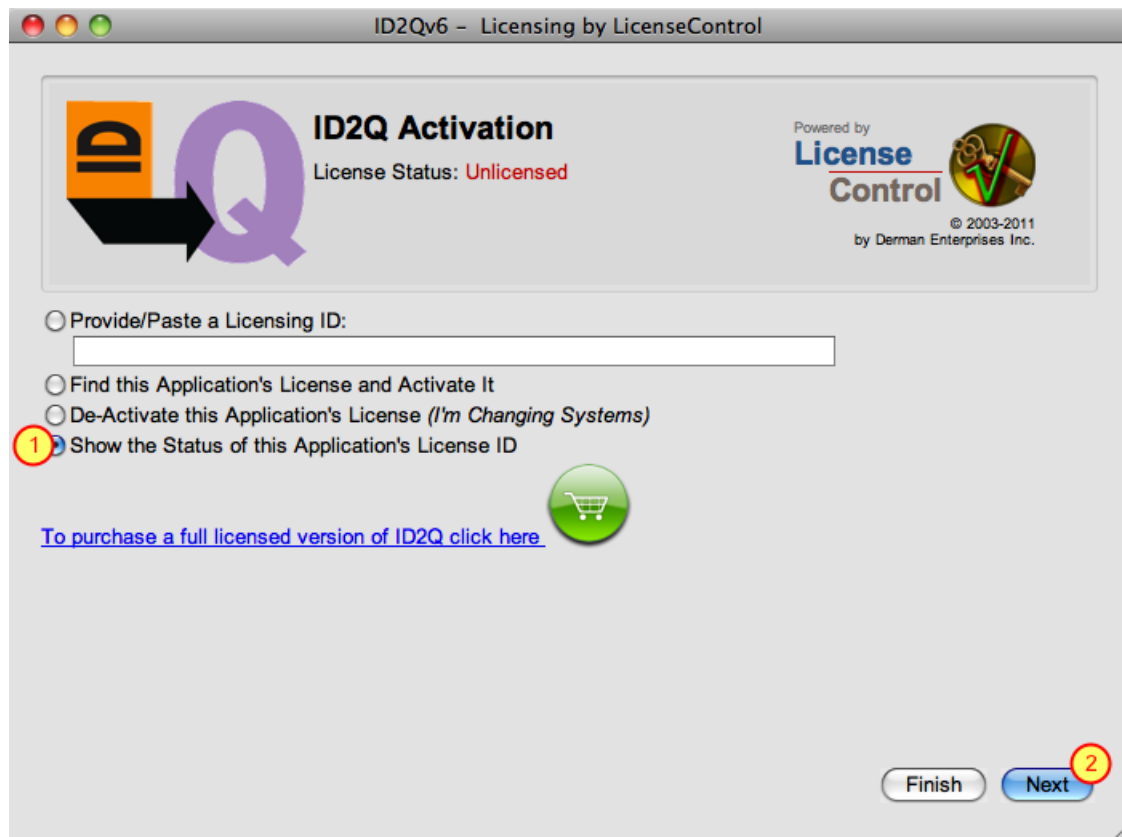 ID2Qv6 – Licensing by LicenseControl
ID
Q
ID2Q Activation
License Status: Unlicensed
Powered by
License
Control
© 2003-2011
by Derman Enterprises Inc.
Provide/Paste a Licensing ID:
Find this Application's License and Activate It
De-Activate this Application's License (I'm Changing Systems)
1
Show the Status of this Application's License ID
To purchase a full licensed version of ID2Q click here
Finish
Next
2